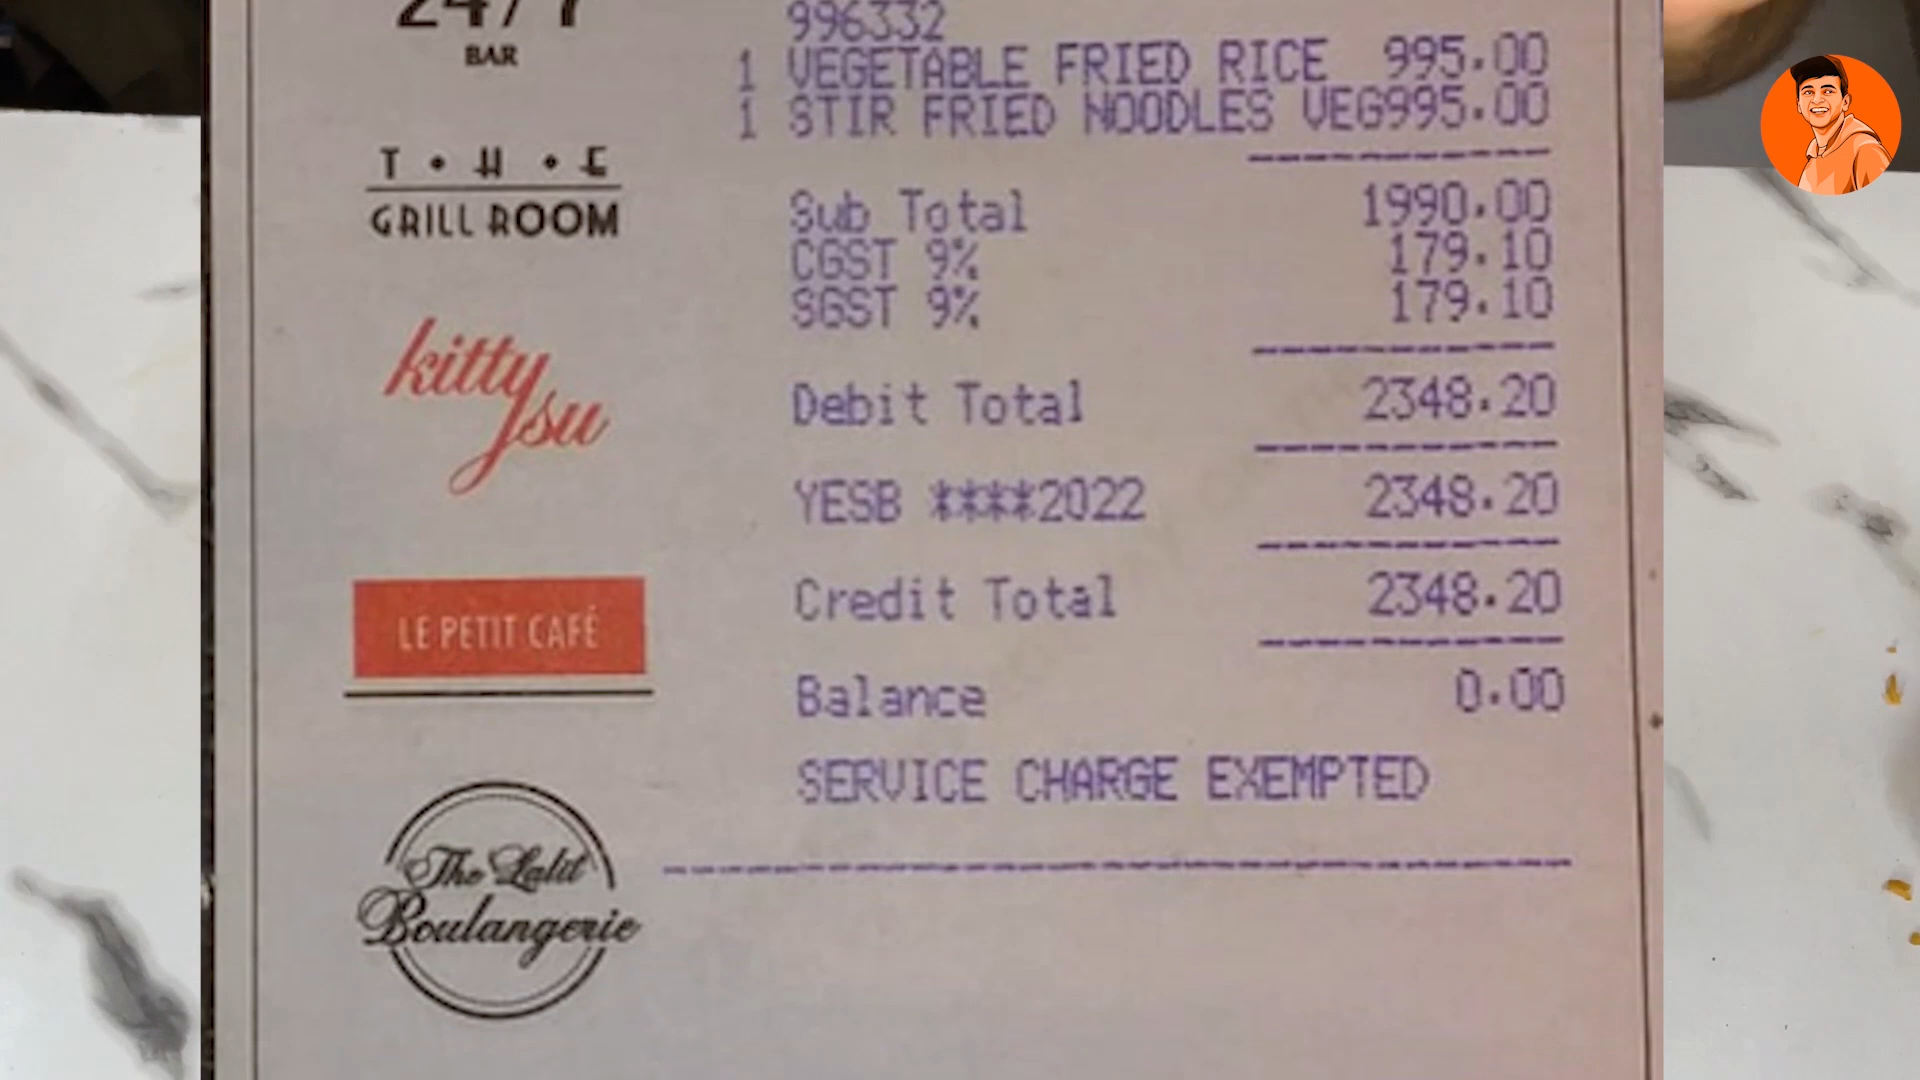 24/7
BAR
T • H • E
GRILL ROOM
kitty
su
LE PETIT CAFÉ
The Lalit
Boulangerie
996332
1 VEGETABLE FRIED RICE 995.00
1 STIR FRIED NOODLES VEG995.00
Sub Total 1990.00
CGST 9% 179.10
SGST 9% 179.10
Debit Total 2348.20
YESB ****2022 2348.20
Credit Total 2348.20
Balance 0.00
SERVICE CHARGE EXEMPTED